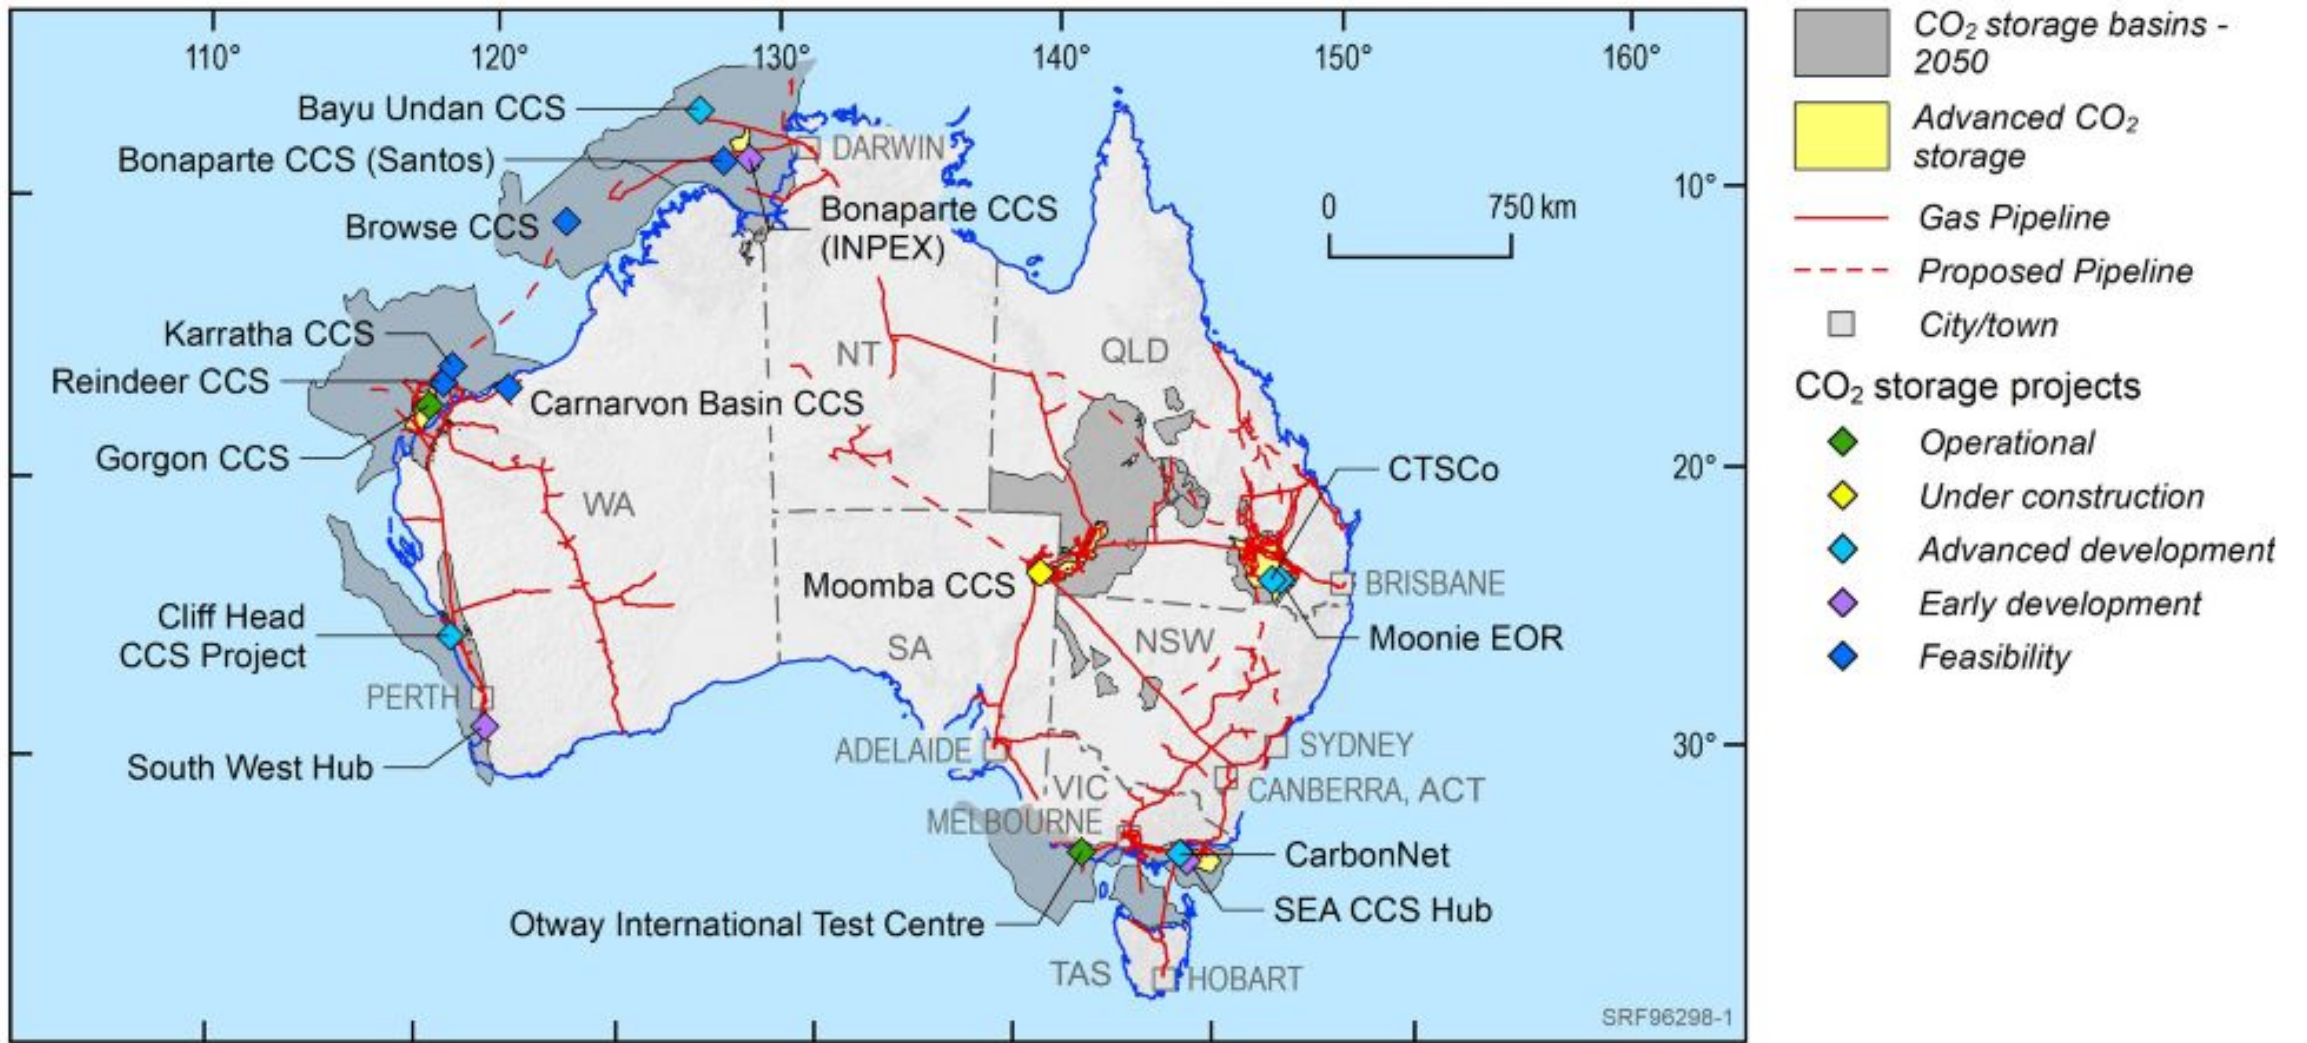 110°
120°
130°
140°
150°
160°
Bayu Undan CCS
Bonaparte CCS (Santos)
DARWIN
10°
Browse CCS
Bonaparte CCS
(INPEX)
0
750 km
Karratha CCS
NT
QLD
Reindeer CCS
Carnarvon Basin CCS
Gorgon CCS
CTSCo
20°
WA
Moomba CCS
BRISBANE
Cliff Head
CCS Project
SA
NSW
Moonie EOR
PERTH
South West Hub
ADELAIDE
SYDNEY
30°
VIC
CANBERRA, ACT
MELBOURNE
CarbonNet
Otway International Test Centre
SEA CCS Hub
TAS
HOBART
SRF96298-1
CO₂ storage basins -
2050
Advanced CO₂
storage
Gas Pipeline
Proposed Pipeline
City/town
CO₂ storage projects
Operational
Under construction
Advanced development
Early development
Feasibility